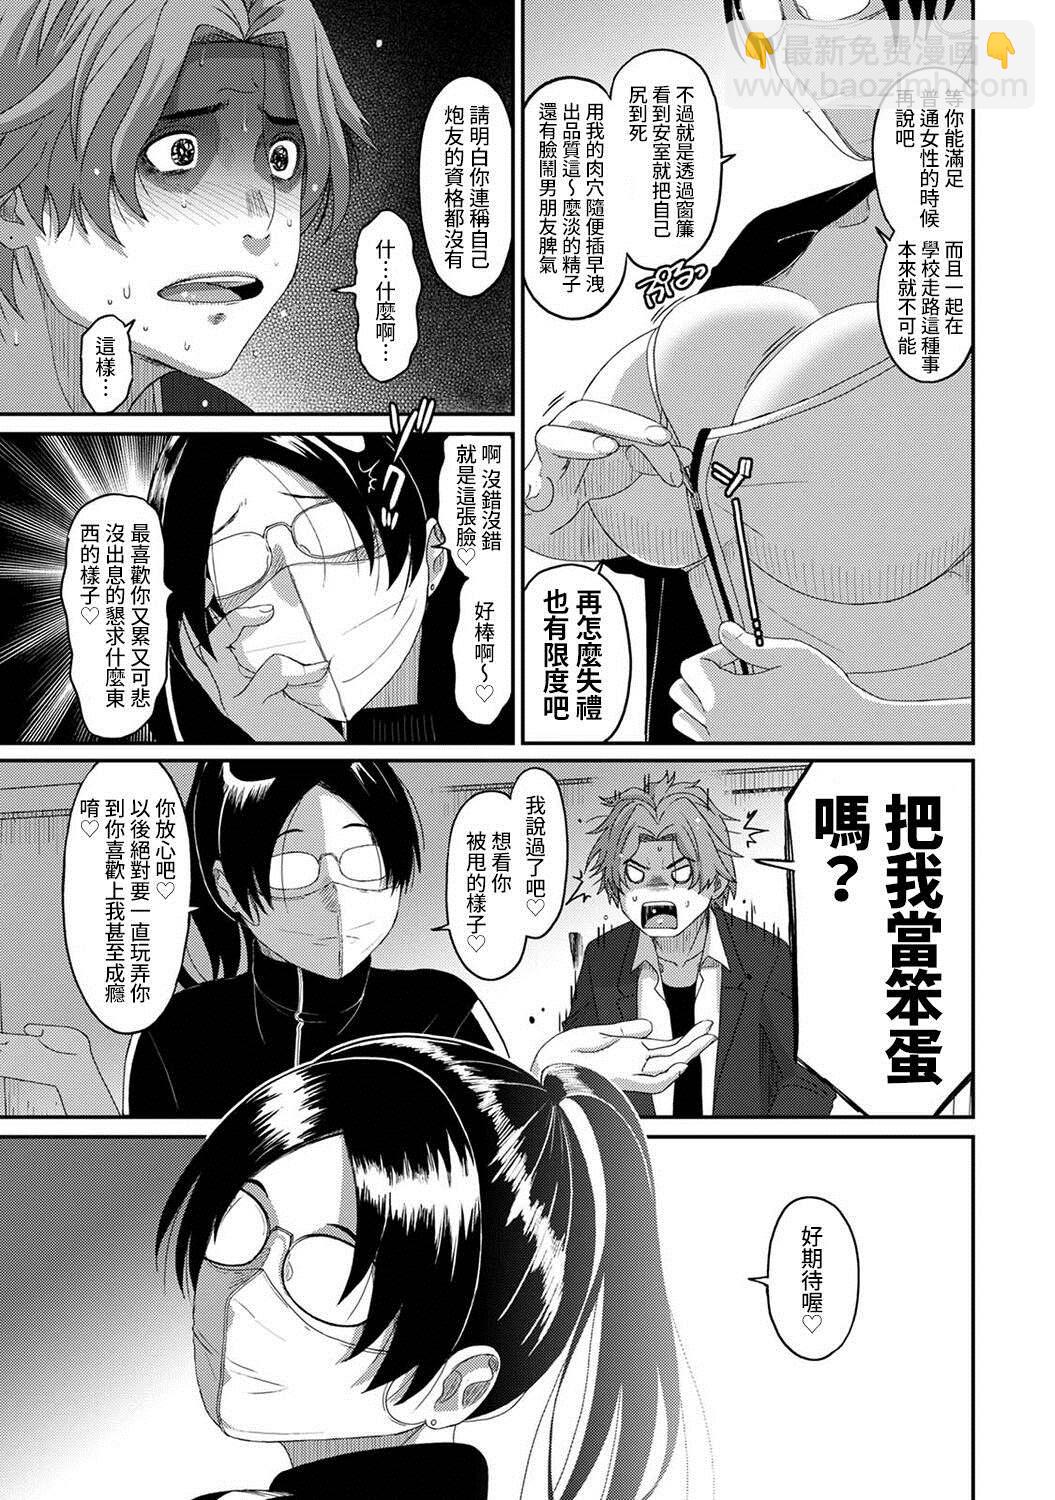 最新免費漫画
www.baozimh.com
等
你能滿足
普通女性的時候
再說吧
而且一起在
學校走路這種事
本來就不可能
不過就是透過窗簾
看到安室就把自己
尻到死
用我的肉穴隨便插早洩
出品質這～麼淡的精子
還有臉鬧男朋友脾氣
ぷるっ
ジ
再怎麼失禮
也有限度吧
請明白你連稱自己
炮友的資格都沒有
什…什麼啊…
這樣…
啊 沒錯沒錯
就是這張臉♡
好棒啊～♡
最喜歡你又累又可悲
沒出息的懇求什麼東
西的樣子♡
把我當笨蛋
嗎？
我說過了吧♡
想看你
被甩的樣子♡
你放心吧♡
以後絕對要一直玩弄你
到你喜歡上我甚至成癮
唷♡
好期待喔♡